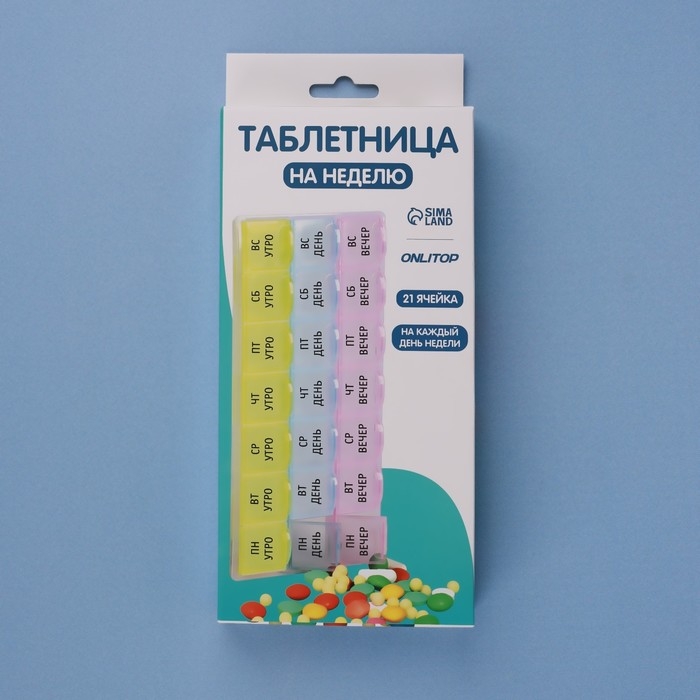 ТАБЛЕТНИЦА
НА НЕДЕЛЮ
SIMA
LAND
ONLITOP
21 ЯЧЕЙКА
НА КАЖДЫЙ
ДЕНЬ НЕДЕЛИ
ВС
УТРО
ВС
ДЕНЬ
ВС
ВЕЧЕР
СБ
УТРО
СБ
ДЕНЬ
СБ
ВЕЧЕР
ПТ
УТРО
ПТ
ДЕНЬ
ПТ
ВЕЧЕР
ЧТ
УТРО
ЧТ
ДЕНЬ
ЧТ
ВЕЧЕР
СР
УТРО
СР
ДЕНЬ
СР
ВЕЧЕР
ВТ
УТРО
ВТ
ДЕНЬ
ВТ
ВЕЧЕР
ПН
УТРО
ПН
ДЕНЬ
ПН
ВЕЧЕР